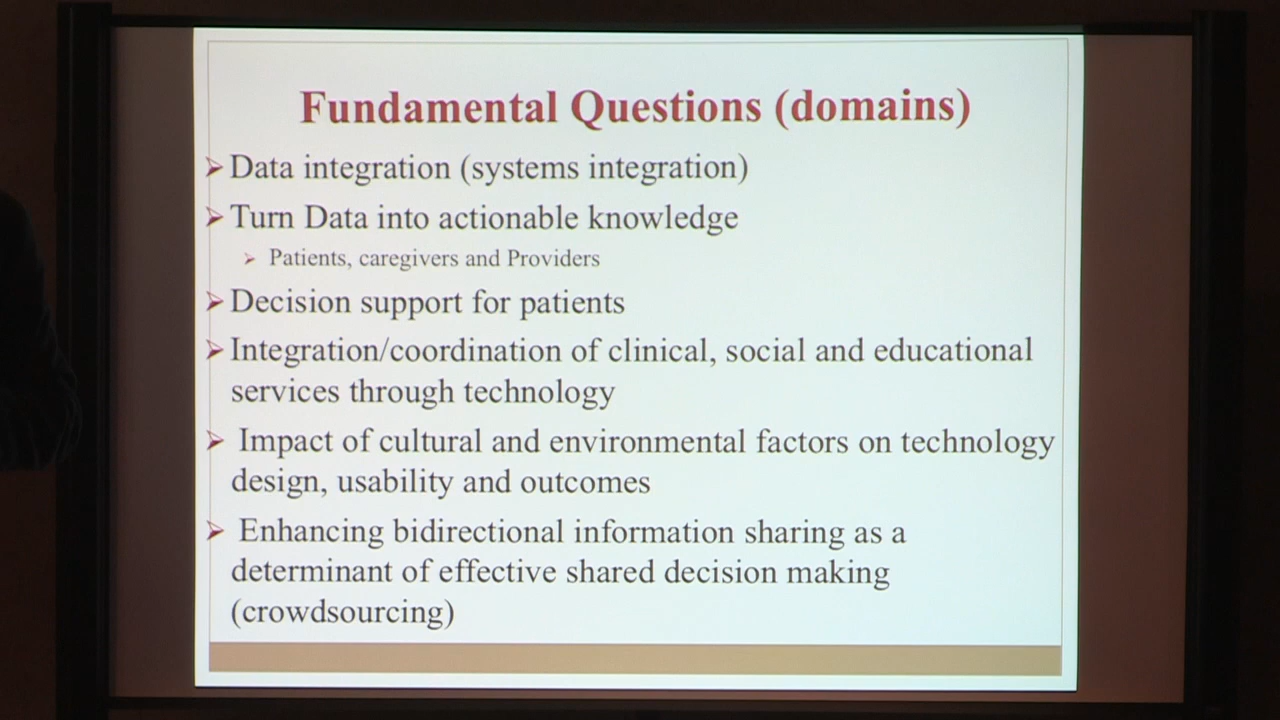 Fundamental Questions (domains)
Data integration (systems integration)
Turn Data into actionable knowledge
Patients, caregivers and Providers
Decision support for patients
Integration/coordination of clinical, social and educational
services through technology
Impact of cultural and environmental factors on technology
design, usability and outcomes
Enhancing bidirectional information sharing as a
determinant of effective shared decision making
(crowdsourcing)